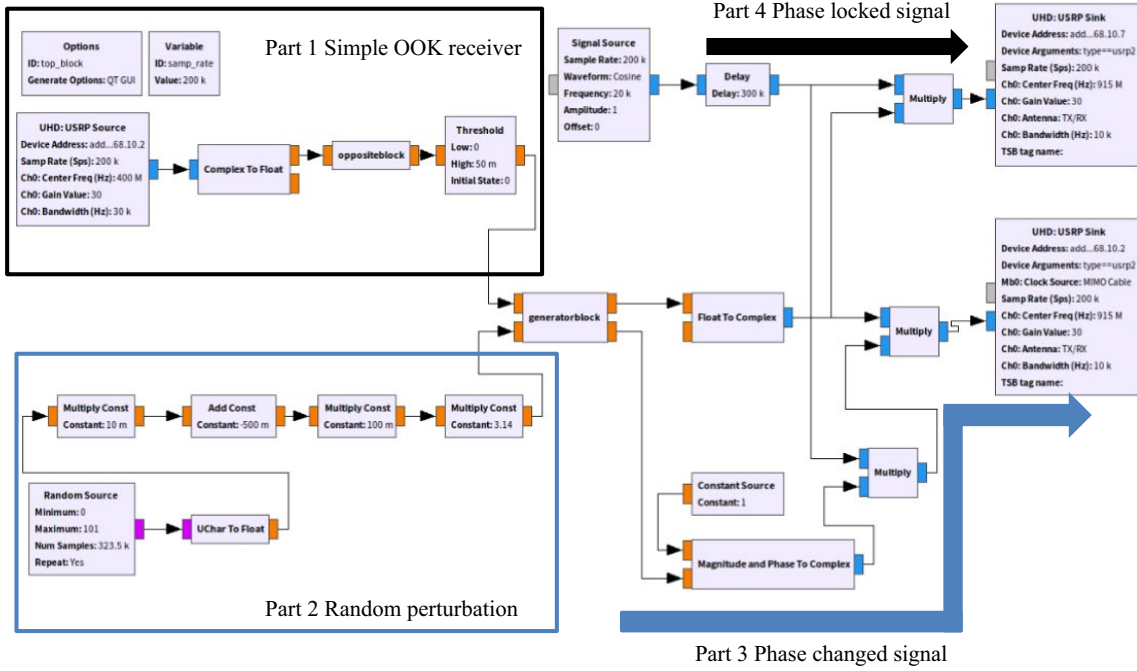 Part 1 Simple OOK receiver
Options
ID: top_block
Generate Options: QT GUI
Variable
ID: samp_rate
Value: 200 k
UHD: USRP Source
Device Address: add...68.10.2
Samp Rate (Sps): 200 k
Ch0: Center Freq (Hz): 400 M
Ch0: Gain Value: 30
Ch0: Bandwidth (Hz): 30 k
Complex To Float
oppositeblock
Threshold
Low: 0
High: 50 m
Initial State: 0
Part 4 Phase locked signal
Signal Source
Sample Rate: 200 k
Waveform: Cosine
Frequency: 20 k
Amplitude: 1
Offset: 0
Delay
Delay: 300 k
Multiply
UHD: USRP Sink
Device Address: add...68.10.7
Device Arguments: type==usrp2
Samp Rate (Sps): 200 k
Ch0: Center Freq (Hz): 915 M
Ch0: Gain Value: 30
Ch0: Antenna: TX/RX
Ch0: Bandwidth (Hz): 10 k
TSB tag name:
generatorblock
Float To Complex
Multiply
UHD: USRP Sink
Device Address: add...68.10.2
Device Arguments: type==usrp2
Mb0: Clock Source: MIMO Cable
Samp Rate (Sps): 200 k
Ch0: Center Freq (Hz): 915 M
Ch0: Gain Value: 30
Ch0: Antenna: TX/RX
Ch0: Bandwidth (Hz): 10 k
TSB tag name:
Multiply Const
Constant: 10 m
Add Const
Constant: -500 m
Multiply Const
Constant: 100 m
Multiply Const
Constant: 3.14
Random Source
Minimum: 0
Maximum: 101
Num Samples: 323.5 k
Repeat: Yes
UChar To Float
Part 2 Random perturbation
Constant Source
Constant: 1
Multiply
Magnitude and Phase To Complex
Part 3 Phase changed signal